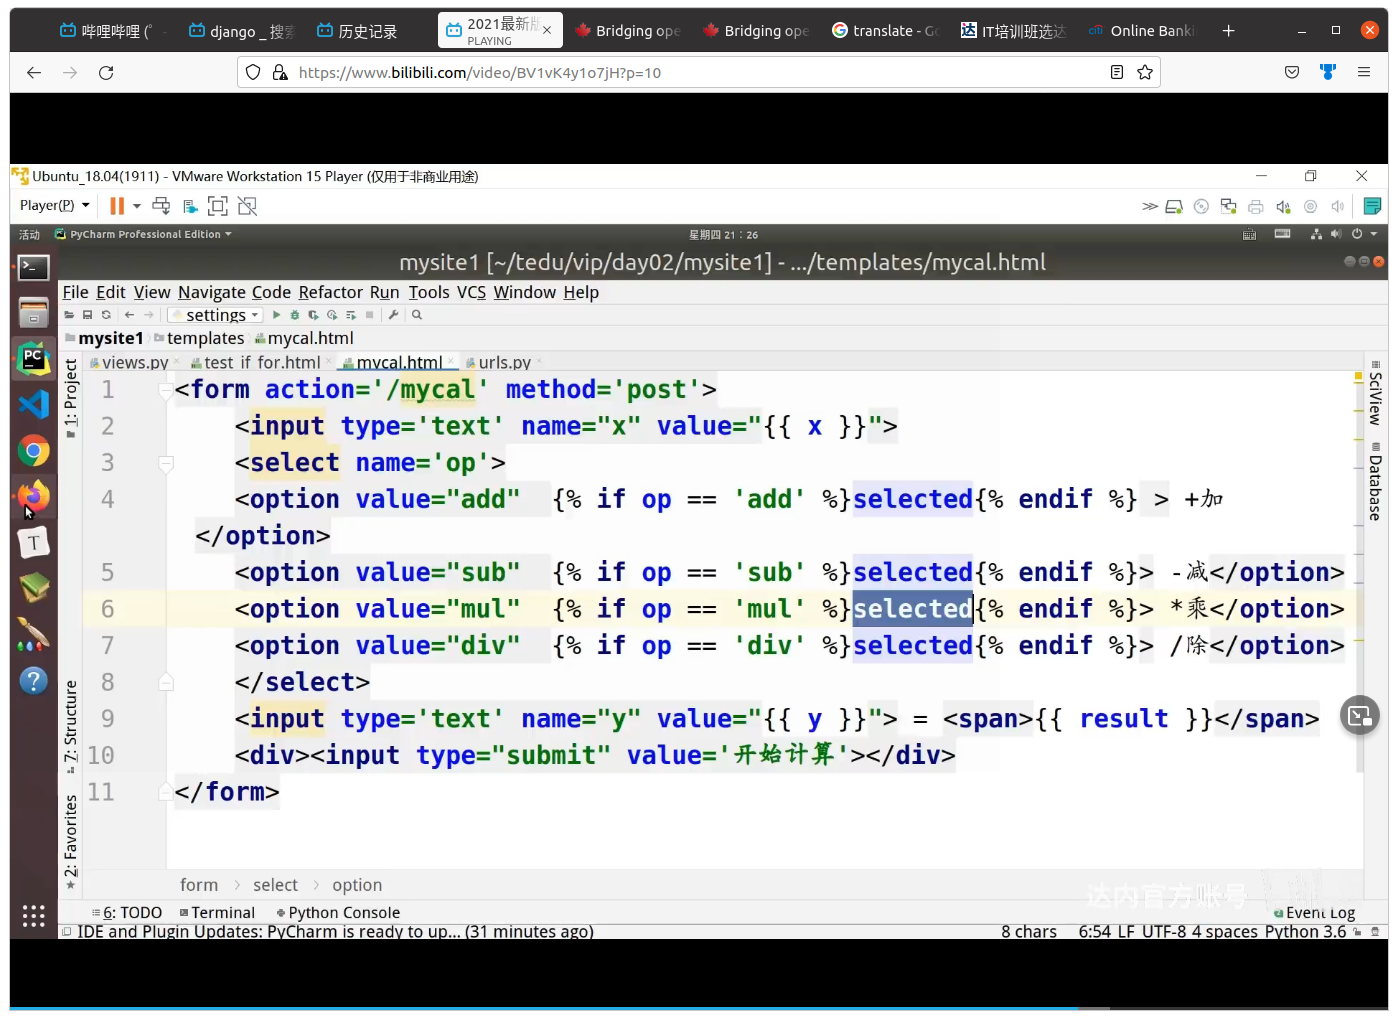 哔哩哔哩 (
django _ 搜索
历史记录
2021最新版
PLAYING
Bridging ope
Bridging ope
translate - Go
IT培训班选达
Online Banki
https://www.bilibili.com/video/BV1vK4y1o7jH?p=10
Ubuntu_18.04(1911) - VMware Workstation 15 Player (仅用于非商业用途)
Player(P)
活动 PyCharm Professional Edition 星期四 21：26
mysite1 [~/tedu/vip/day02/mysite1] - .../templates/mycal.html
File Edit View Navigate Code Refactor Run Tools VCS Window Help
settings
mysite1 templates mycal.html
views.py test_if_for.html mycal.html urls.py
1: Project
7: Structure
2: Favorites
SciView
Database
1 <form action='/mycal' method='post'>
2 <input type='text' name="x" value="{{ x }}">
3 <select name='op'>
4 <option value="add" {% if op == 'add' %}selected{% endif %} > +加
</option>
5 <option value="sub" {% if op == 'sub' %}selected{% endif %}> -减</option>
6 <option value="mul" {% if op == 'mul' %}selected{% endif %}> *乘</option>
7 <option value="div" {% if op == 'div' %}selected{% endif %}> /除</option>
8 </select>
9 <input type='text' name="y" value="{{ y }}"> = <span>{{ result }}</span>
10 <div><input type="submit" value='开始计算'></div>
11 </form>
form > select > option
达内官方账号
6: TODO Terminal Python Console Event Log
IDE and Plugin Updates: PyCharm is ready to up... (31 minutes ago) 8 chars 6:54 LF UTF-8 4 spaces Python 3.6